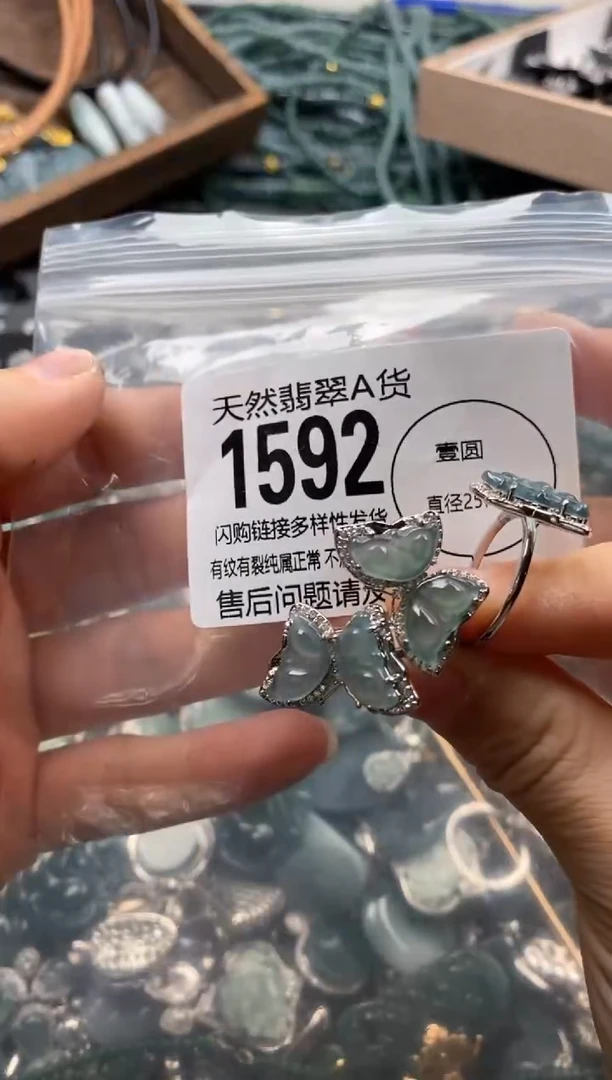 天然翡翠A货
1592
闪购链接多样性发货
有纹有裂纯属正常 不
售后问题请
壹圆
直径25